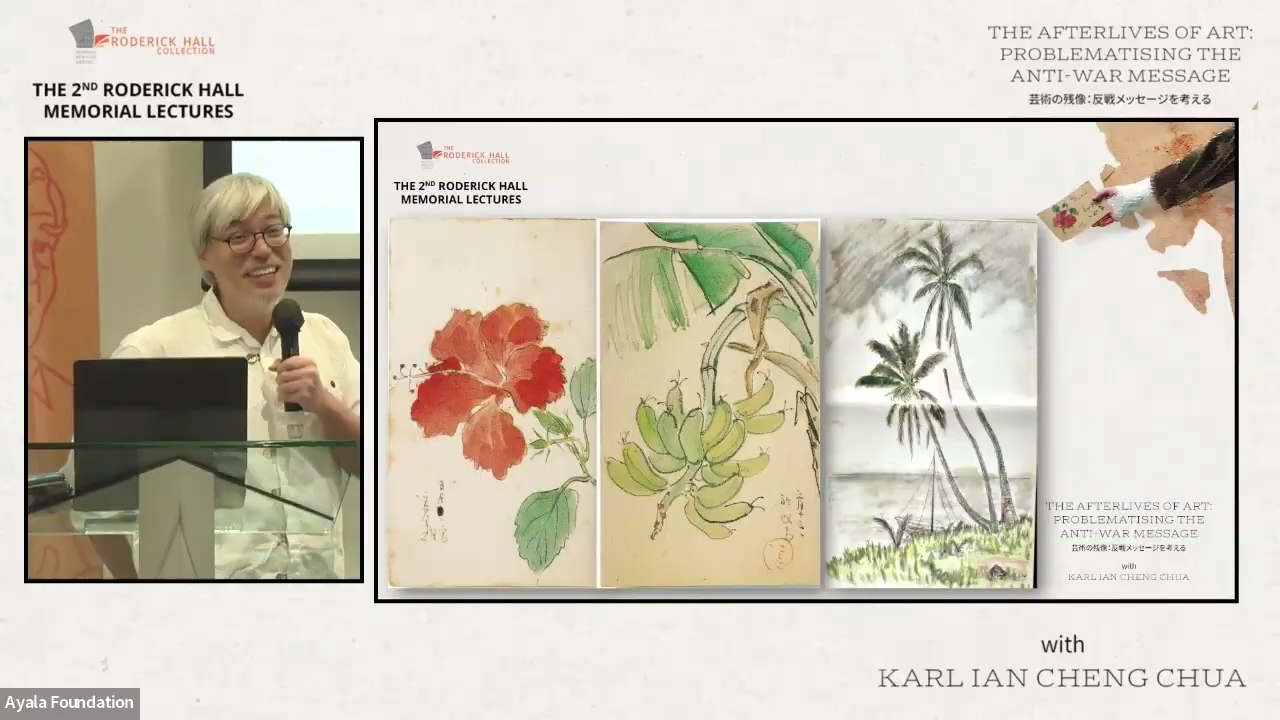 THE
RODERICK HALL
COLLECTION
THE 2ND RODERICK HALL
MEMORIAL LECTURES
THE AFTERLIVES OF ART:
PROBLEMATISING THE
ANTI-WAR MESSAGE
芸術の残像：反戦メッセージを考える
THE
RODERICK HALL
COLLECTION
THE 2ND RODERICK HALL
MEMORIAL LECTURES
THE AFTERLIVES OF ART:
PROBLEMATISING THE
ANTI-WAR MESSAGE
芸術の残像：反戦メッセージを考える
with
KARL IAN CHENG CHUA
with
KARL IAN CHENG CHUA
Ayala Foundation